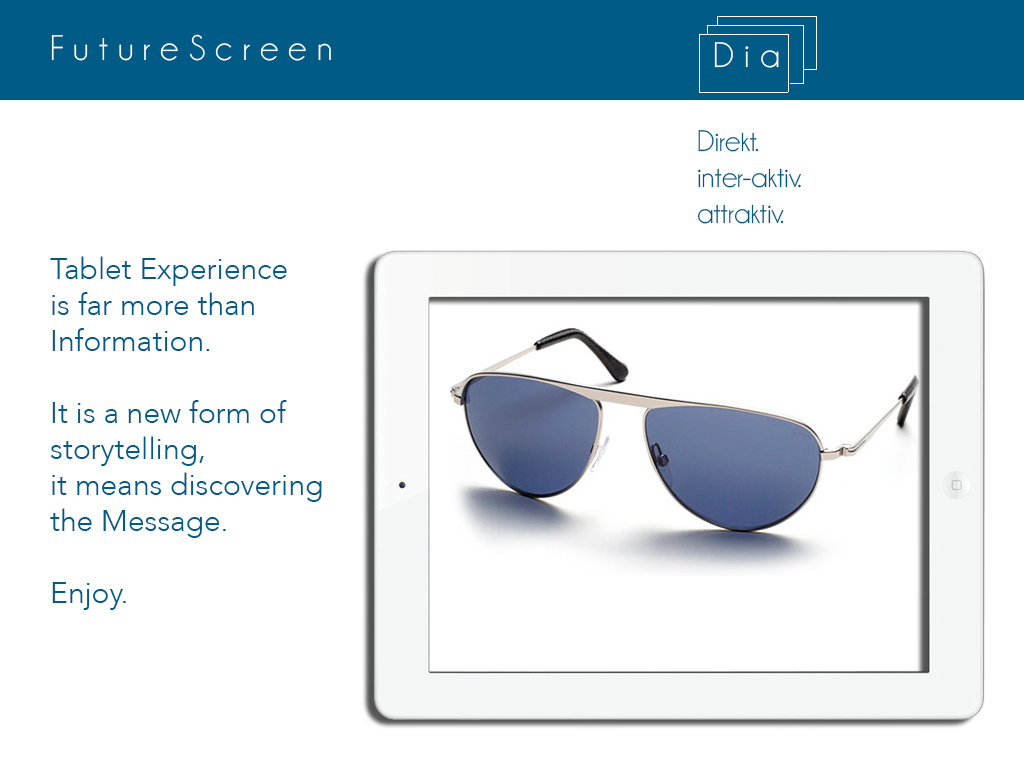 FutureScreen
Dia
Direkt.
inter-aktiv.
attraktiv.
Tablet Experience
is far more than
Information.
It is a new form of
storytelling,
it means discovering
the Message.
Enjoy.